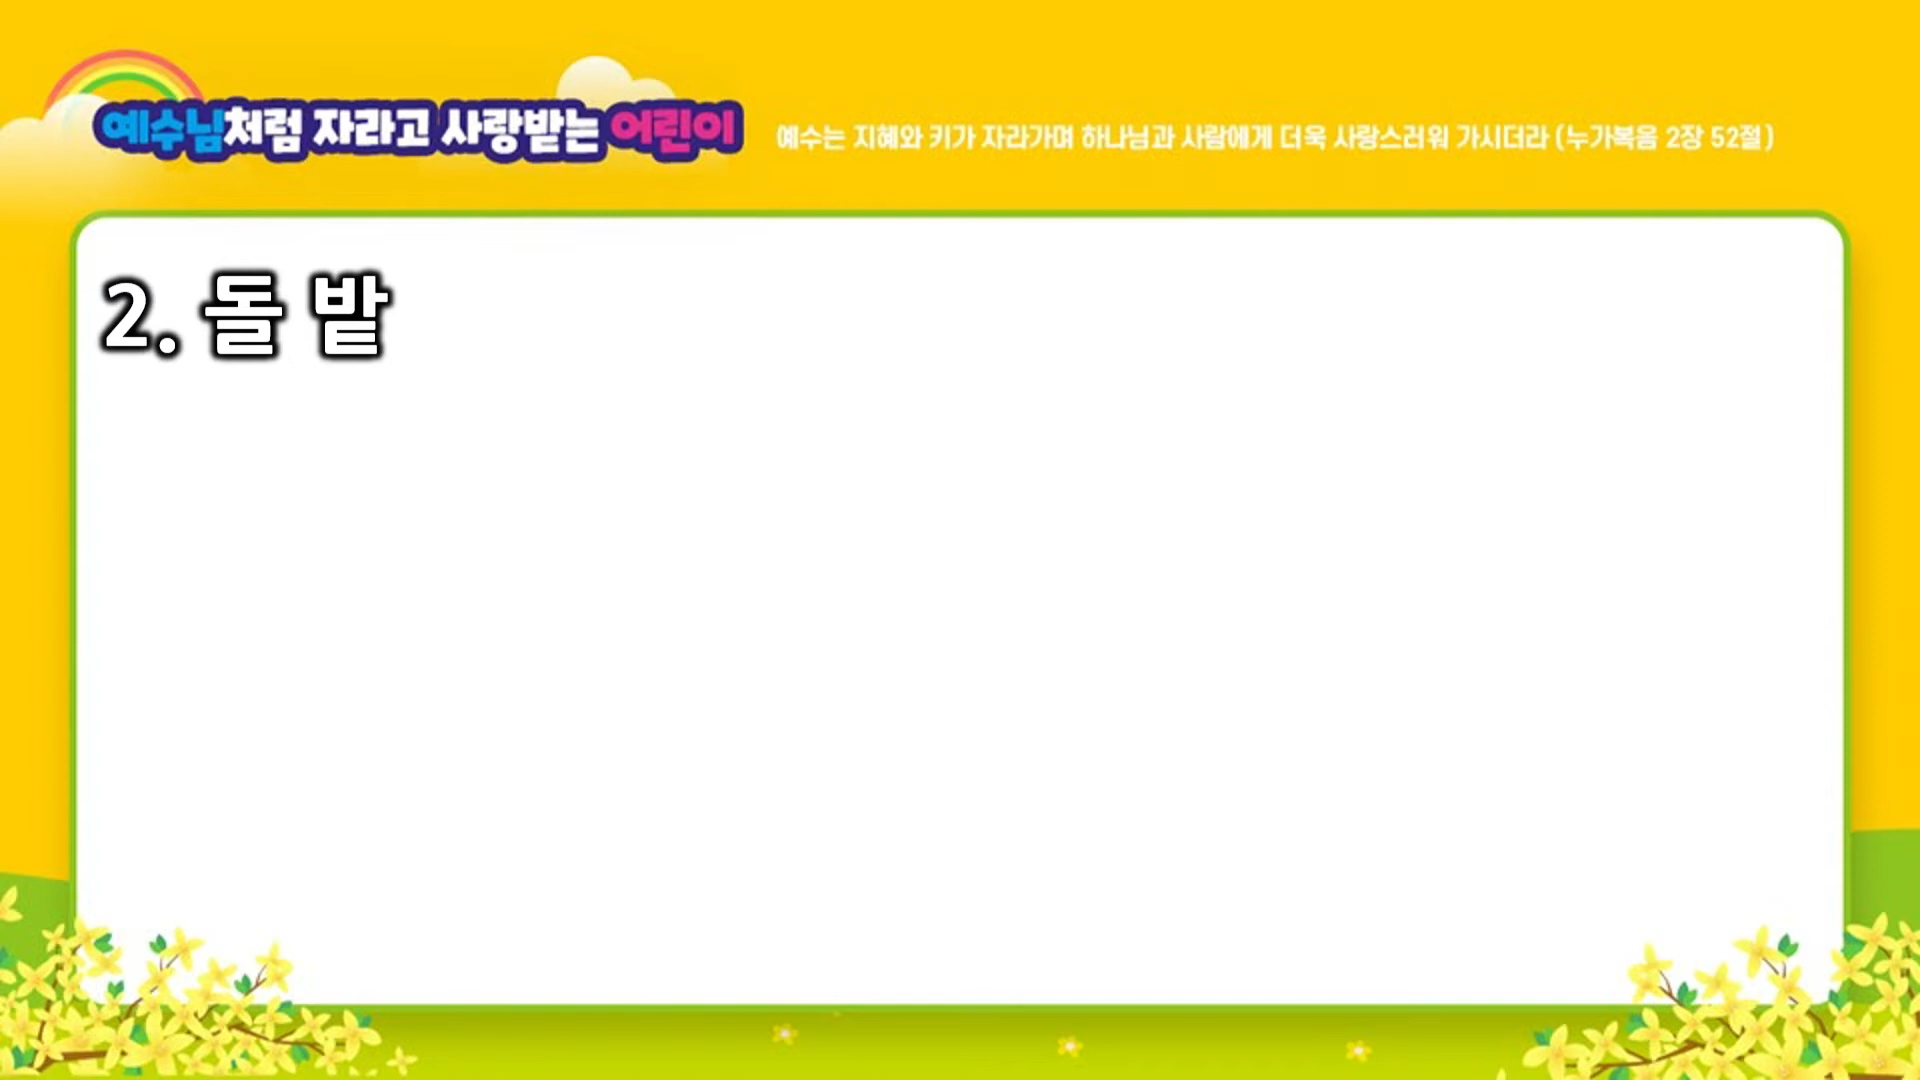 예수님처럼 자라고 사랑받는 어린이
예수는 지혜와 키가 자라가며 하나님과 사람에게 더욱 사랑스러워 가시더라 (누가복음 2장 52절)
2. 돌 밭